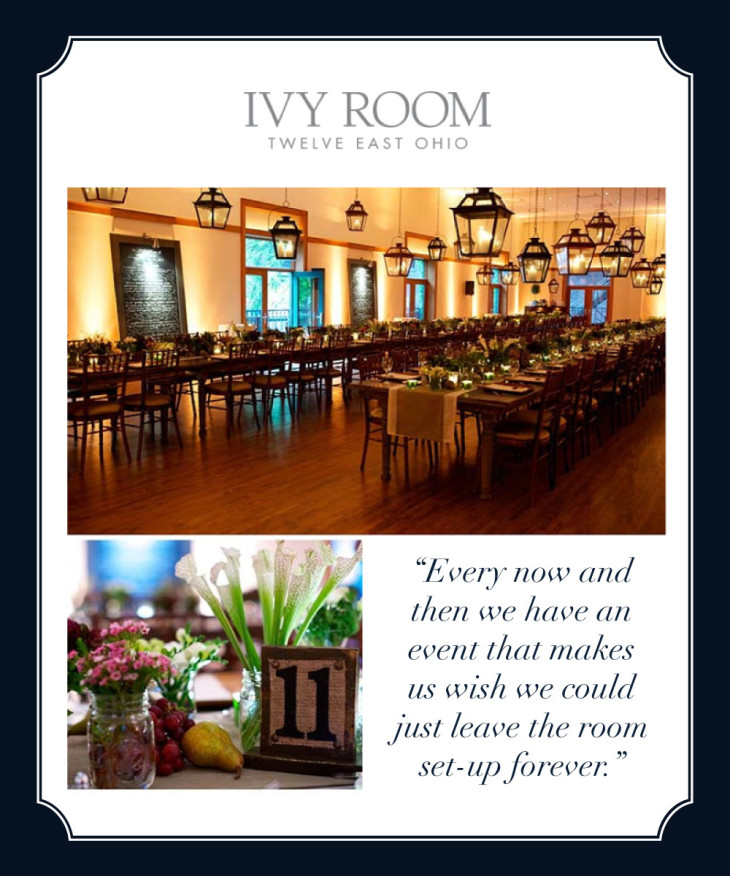 IVY ROOM
TWELVE EAST OHIO
11
“Every now and
then we have an
event that makes
us wish we could
just leave the room
set-up forever.”